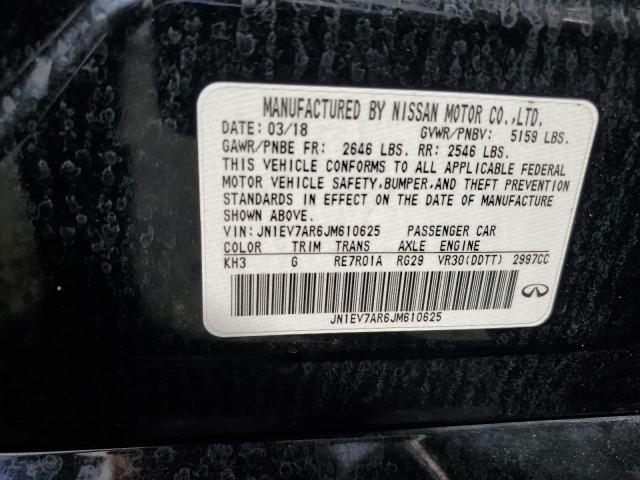 MANUFACTURED BY NISSAN MOTOR CO.,LTD.
DATE: 03/18 GVWR/PNBV: 5159 LBS.
GAWR/PNBE FR: 2646 LBS. RR: 2546 LBS.
THIS VEHICLE CONFORMS TO ALL APPLICABLE FEDERAL
MOTOR VEHICLE SAFETY,BUMPER,AND THEFT PREVENTION
STANDARDS IN EFFECT ON THE DATE OF MANUFACTURE
SHOWN ABOVE.
VIN: JN1EV7AR6JM610625 PASSENGER CAR
COLOR TRIM TRANS AXLE ENGINE
KH3 G RE7R01A RG29 VR30(DDTT) 2997CC
JN1EV7AR6JM610625